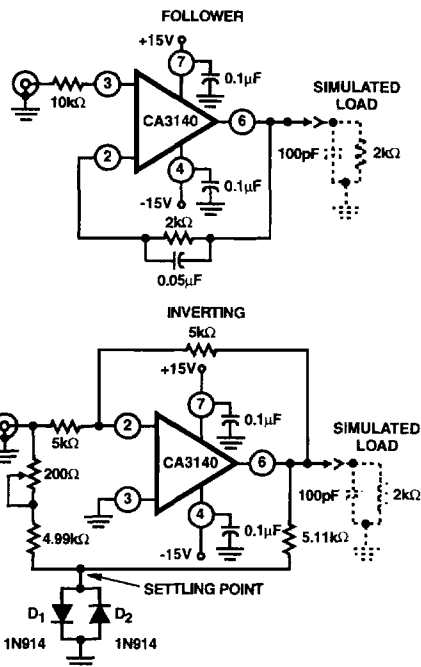 FOLLOWER
+15V
7
0.1μF
3
10kΩ
CA3140
6
SIMULATED
LOAD
100pF
2kΩ
2
4
0.1μF
-15V
2kΩ
0.05μF
INVERTING
5kΩ
+15V
7
0.1μF
5kΩ
2
CA3140
6
SIMULATED
LOAD
100pF
2kΩ
200Ω
3
4
0.1μF
4.99kΩ
5.11kΩ
-15V
SETTLING POINT
D1
D2
1N914
1N914